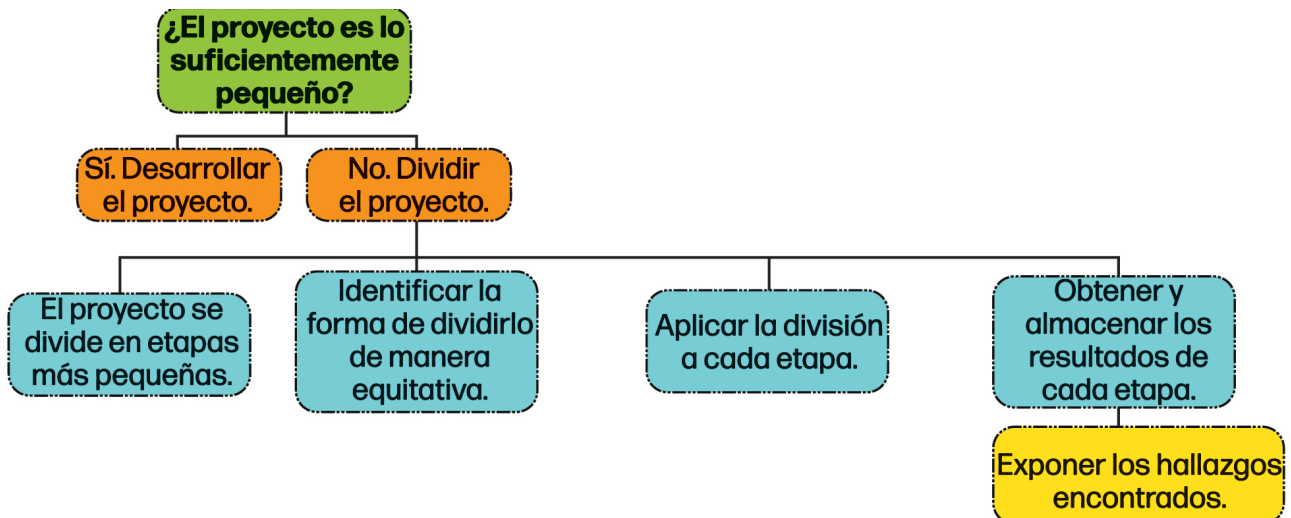 ¿El proyecto es lo
suficientemente
pequeño?
Sí. Desarrollar
el proyecto.
No. Dividir
el proyecto.
El proyecto se
divide en etapas
más pequeñas.
Identificar la
forma de dividirlo
de manera
equitativa.
Aplicar la división
a cada etapa.
Obtener y
almacenar los
resultados de
cada etapa.
Exponer los hallazgos
encontrados.